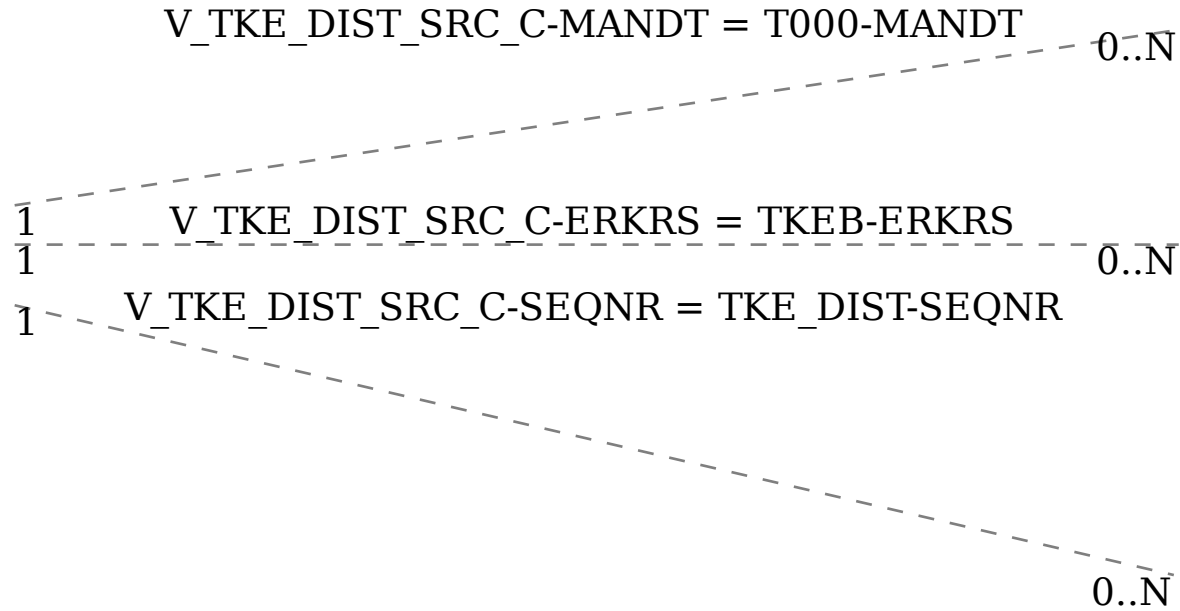 V_TKE_DIST_SRC_C-MANDT = T000-MANDT
0..N
1
V_TKE_DIST_SRC_C-ERKRS = TKEB-ERKRS
1
0..N
1
V_TKE_DIST_SRC_C-SEQNR = TKE_DIST-SEQNR
0..N